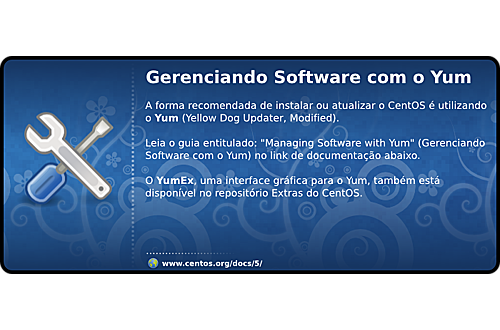 Gerenciando Software com o Yum
A forma recomendada de instalar ou atualizar o CentOS é utilizando
o Yum (Yellow Dog Updater, Modified).
Leia o guia entitulado: "Managing Software with Yum" (Gerenciando
Software com o Yum) no link de documentação abaixo.
O YumEx, uma interface gráfica para o Yum, também está
disponível no repositório Extras do CentOS.
www.centos.org/docs/5/